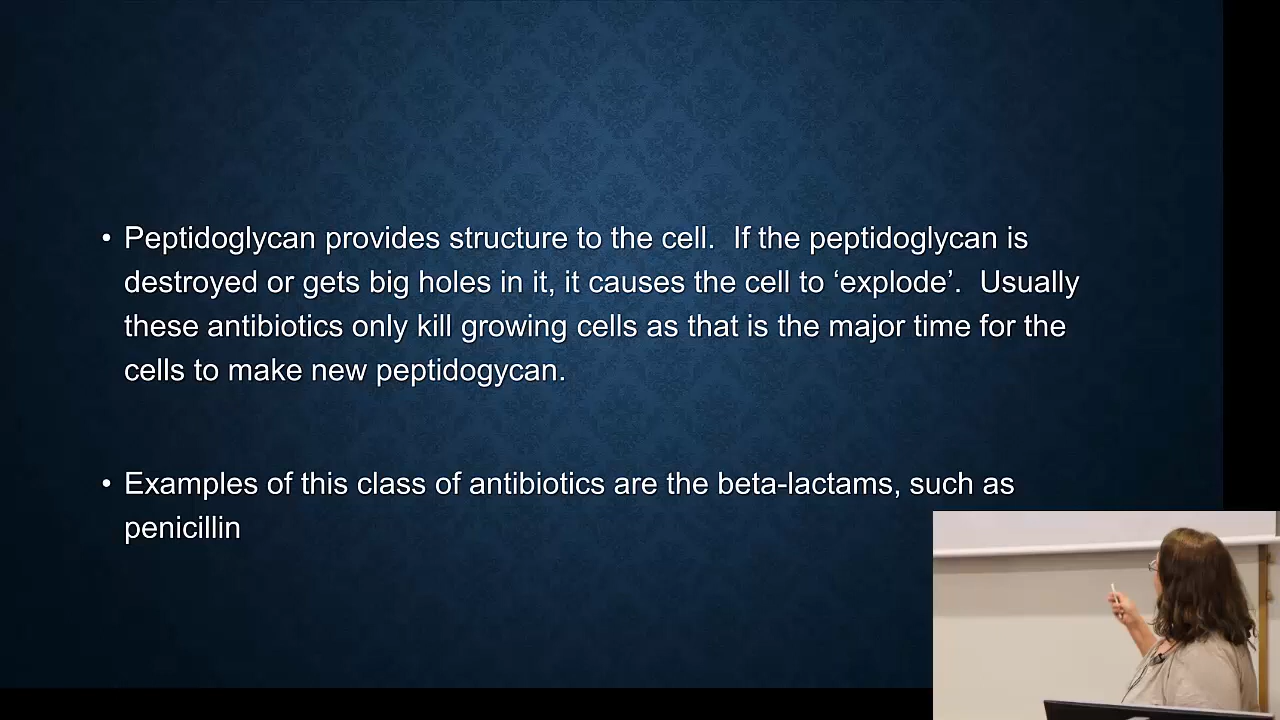 • Peptidoglycan provides structure to the cell.  If the peptidoglycan is
destroyed or gets big holes in it, it causes the cell to ‘explode’.  Usually
these antibiotics only kill growing cells as that is the major time for the
cells to make new peptidogycan.
• Examples of this class of antibiotics are the beta-lactams, such as
penicillin